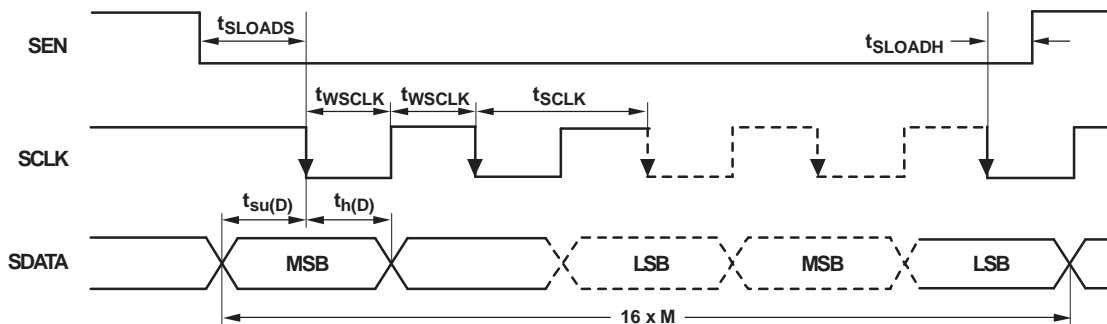 SEN
tSLOADS
tSLOADH
tWSCLK tWSCLK tSCLK
SCLK
tsu(D) th(D)
SDATA MSB LSB MSB LSB
16 x M